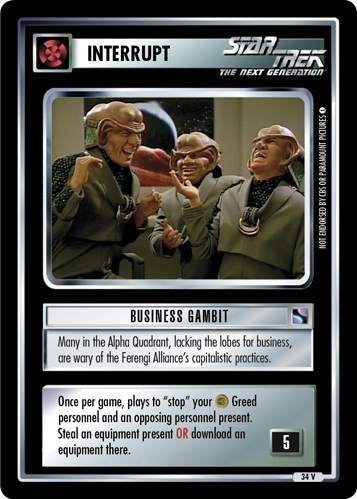 INTERRUPT
STAR TREK
THE NEXT GENERATION
NOT ENDORSED BY CBS OR PARAMOUNT PICTURES
BUSINESS GAMBIT
Many in the Alpha Quadrant, lacking the lobes for business,
are wary of the Ferengi Alliance's capitalistic practices.
Once per game, plays to "stop" your Greed
personnel and an opposing personnel present.
Steal an equipment present OR download an
equipment there.
5
34 V